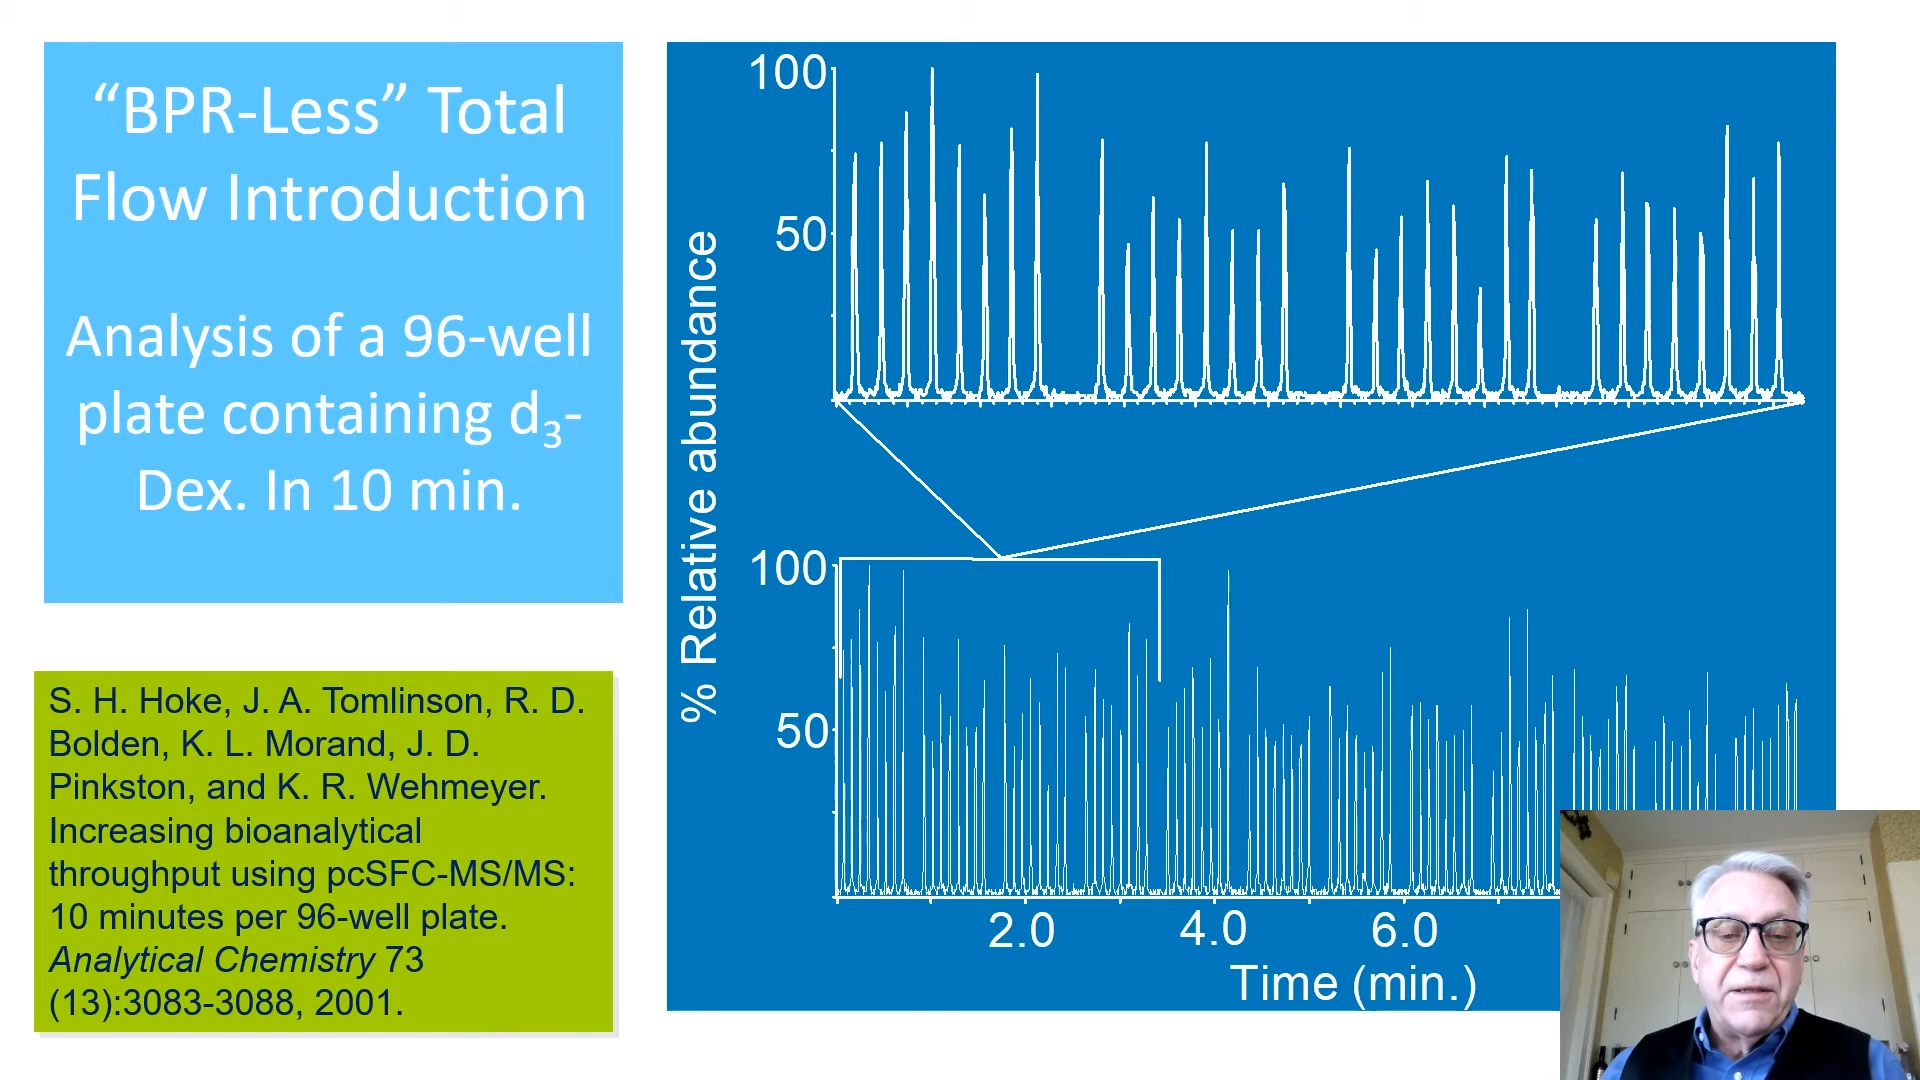 “BPR-Less” Total
Flow Introduction
Analysis of a 96-well
plate containing d₃-
Dex. In 10 min.
S. H. Hoke, J. A. Tomlinson, R. D.
Bolden, K. L. Morand, J. D.
Pinkston, and K. R. Wehmeyer.
Increasing bioanalytical
throughput using pcSFC-MS/MS:
10 minutes per 96-well plate.
Analytical Chemistry 73
(13):3083-3088, 2001.
% Relative abundance
100
50
100
50
2.0 4.0 6.0
Time (min.)